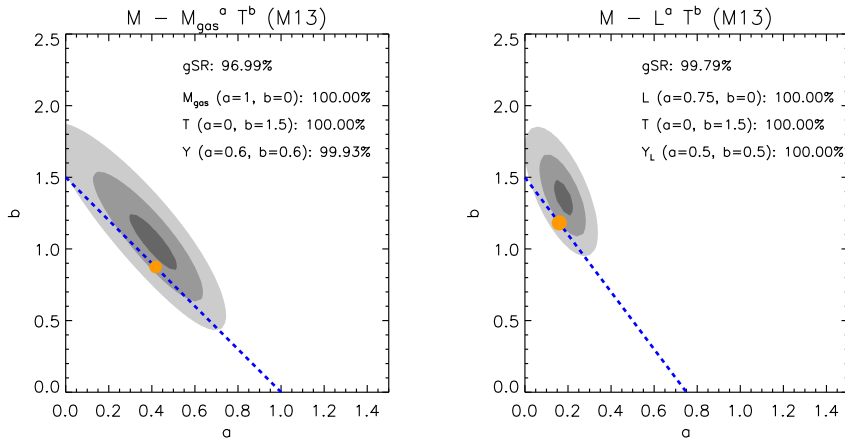 M − M_gas^a T^b (M13)
gSR: 96.99%
M_gas (a=1, b=0): 100.00%
T (a=0, b=1.5): 100.00%
Y (a=0.6, b=0.6): 99.93%
b
2.5
2.0
1.5
1.0
0.5
0.0
0.0 0.2 0.4 0.6 0.8 1.0 1.2 1.4
a
M − L^a T^b (M13)
gSR: 99.79%
L (a=0.75, b=0): 100.00%
T (a=0, b=1.5): 100.00%
Y_L (a=0.5, b=0.5): 100.00%
b
2.5
2.0
1.5
1.0
0.5
0.0
0.0 0.2 0.4 0.6 0.8 1.0 1.2 1.4
a